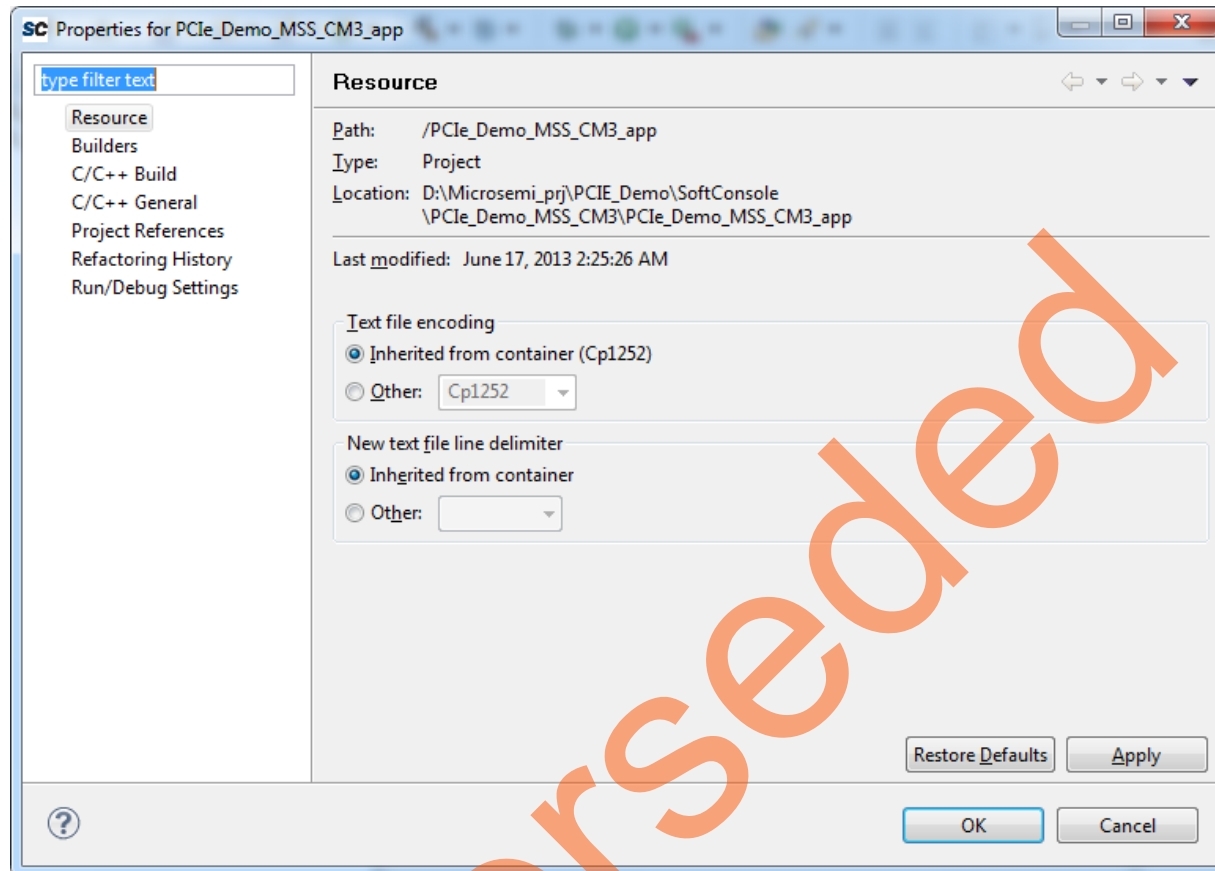 SC Properties for PCIe_Demo_MSS_CM3_app
type filter text
Resource
Builders
C/C++ Build
C/C++ General
Project References
Refactoring History
Run/Debug Settings
Resource
Path: /PCIe_Demo_MSS_CM3_app
Type: Project
Location: D:\Microsemi_prj\PCIE_Demo\SoftConsole
\PCIe_Demo_MSS_CM3\PCIe_Demo_MSS_CM3_app
Last modified: June 17, 2013 2:25:26 AM
Text file encoding
Inherited from container (Cp1252)
Other: Cp1252
New text file line delimiter
Inherited from container
Other:
Restore Defaults Apply
? OK Cancel
erseded